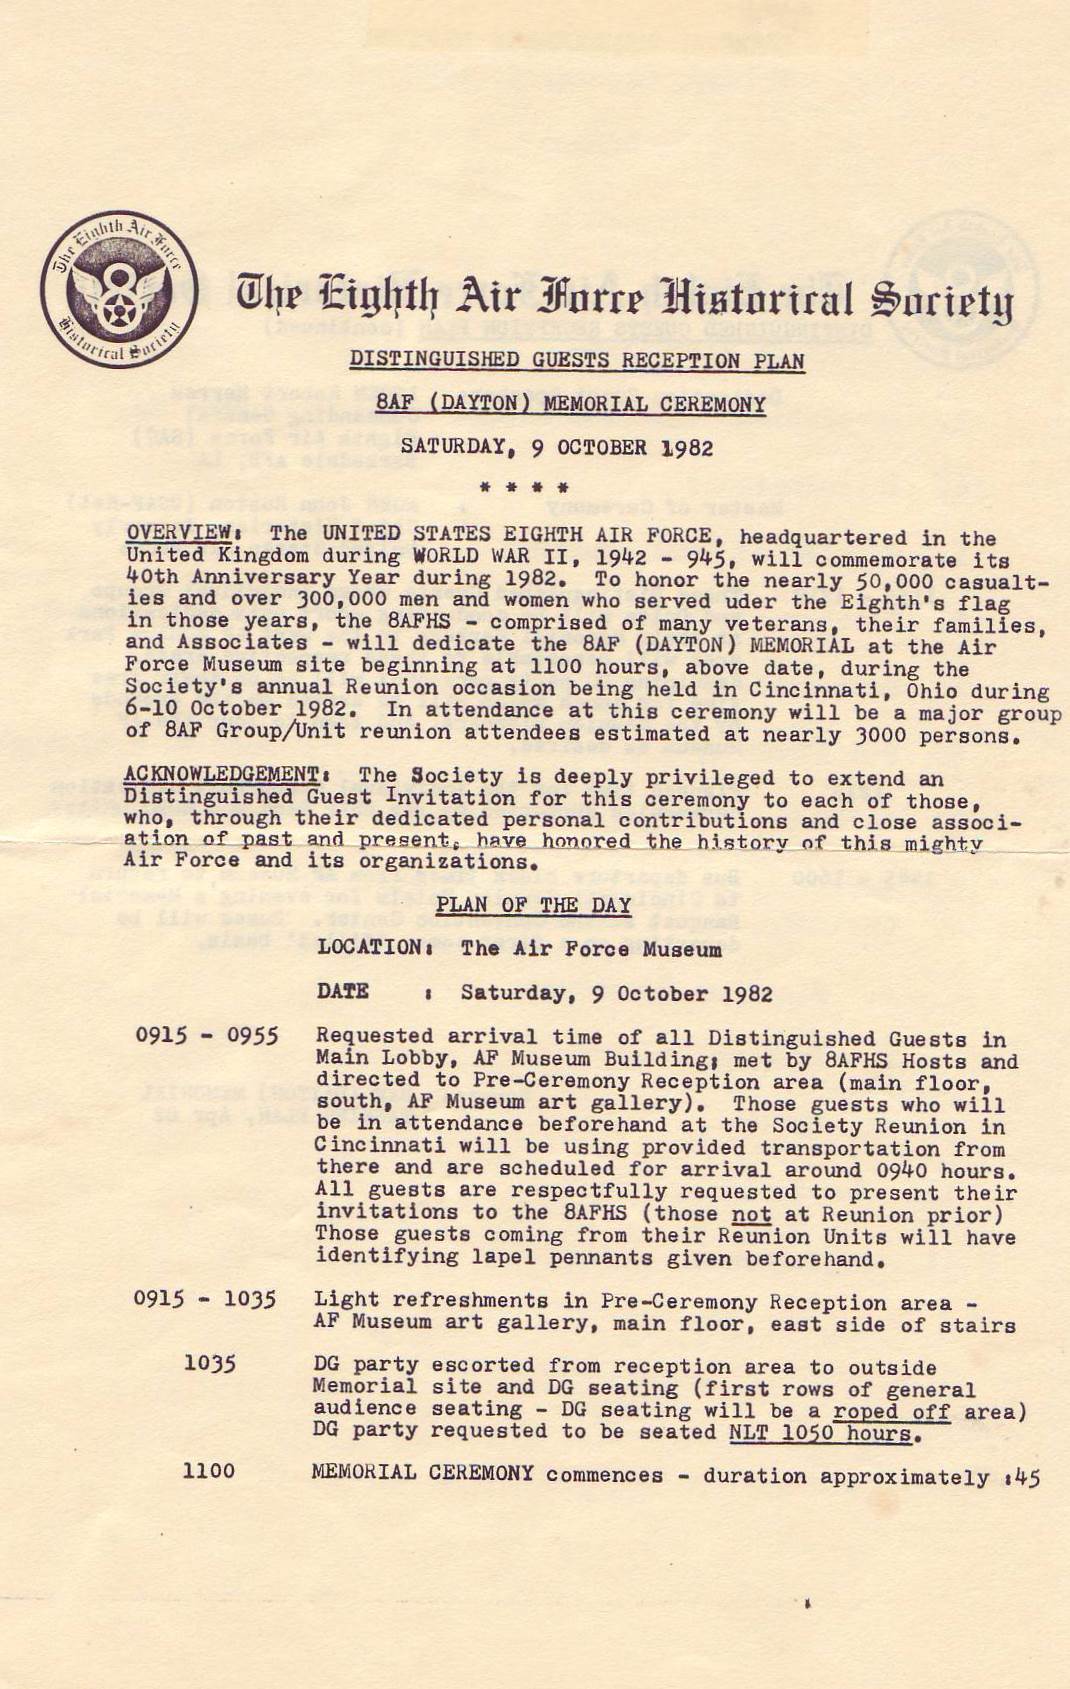 The Eighth Air Force
Historical Society
The Eighth Air Force Historical Society
DISTINGUISHED GUESTS RECEPTION PLAN
8AF (DAYTON) MEMORIAL CEREMONY
SATURDAY, 9 OCTOBER 1982
* * * *
OVERVIEW: The UNITED STATES EIGHTH AIR FORCE, headquartered in the
United Kingdom during WORLD WAR II, 1942 - 945, will commemorate its
40th Anniversary Year during 1982. To honor the nearly 50,000 casualt-
ies and over 300,000 men and women who served uder the Eighth's flag
in those years, the 8AFHS - comprised of many veterans, their families,
and Associates - will dedicate the 8AF (DAYTON) MEMORIAL at the Air
Force Museum site beginning at 1100 hours, above date, during the
Society's annual Reunion occasion being held in Cincinnati, Ohio during
6-10 October 1982. In attendance at this ceremony will be a major group
of 8AF Group/Unit reunion attendees estimated at nearly 3000 persons.
ACKNOWLEDGEMENT: The Society is deeply privileged to extend an
Distinguished Guest Invitation for this ceremony to each of those,
who, through their dedicated personal contributions and close associ-
ation of past and present, have honored the history of this mighty
Air Force and its organizations.
PLAN OF THE DAY
LOCATION: The Air Force Museum
DATE : Saturday, 9 October 1982
0915 - 0955 Requested arrival time of all Distinguished Guests in
Main Lobby, AF Museum Building; met by 8AFHS Hosts and
directed to Pre-Ceremony Reception area (main floor,
south, AF Museum art gallery). Those guests who will
be in attendance beforehand at the Society Reunion in
Cincinnati will be using provided transportation from
there and are scheduled for arrival around 0940 hours.
All guests are respectfully requested to present their
invitations to the 8AFHS (those not at Reunion prior)
Those guests coming from their Reunion Units will have
identifying lapel pennants given beforehand.
0915 - 1035 Light refreshments in Pre-Ceremony Reception area -
AF Museum art gallery, main floor, east side of stairs
1035 DG party escorted from reception area to outside
Memorial site and DG seating (first rows of general
audience seating - DG seating will be a roped off area)
DG party requested to be seated NLT 1050 hours.
1100 MEMORIAL CEREMONY commences - duration approximately :45